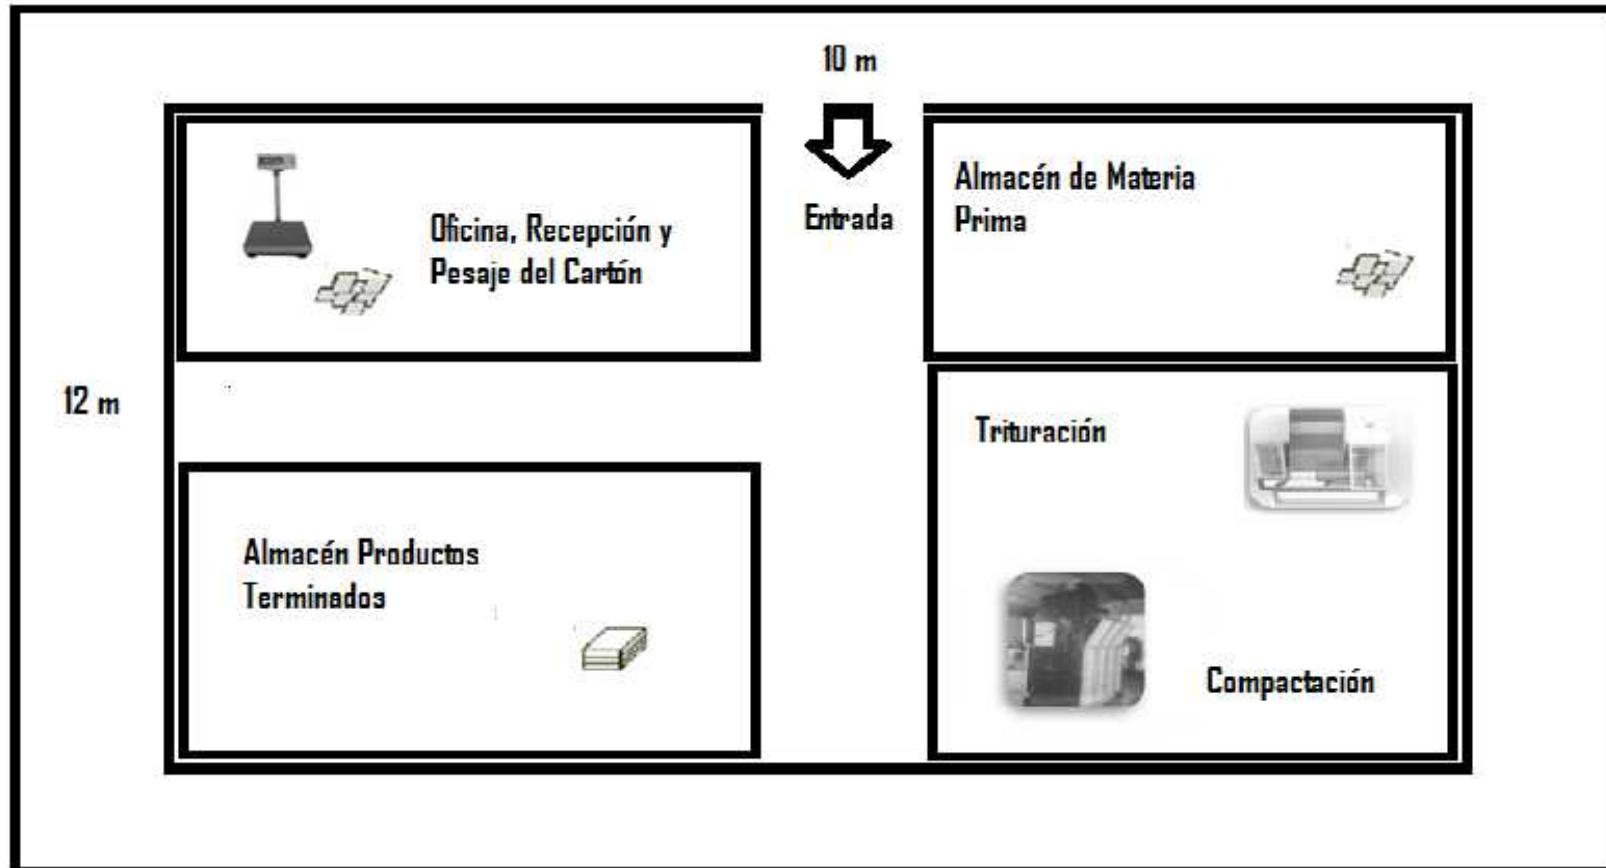 10 m
Entrada
Oficina, Recepción y
Pesaje del Cartón
Almacén de Materia
Prima
12 m
Trituración
Almacén Productos
Terminados
Compactación